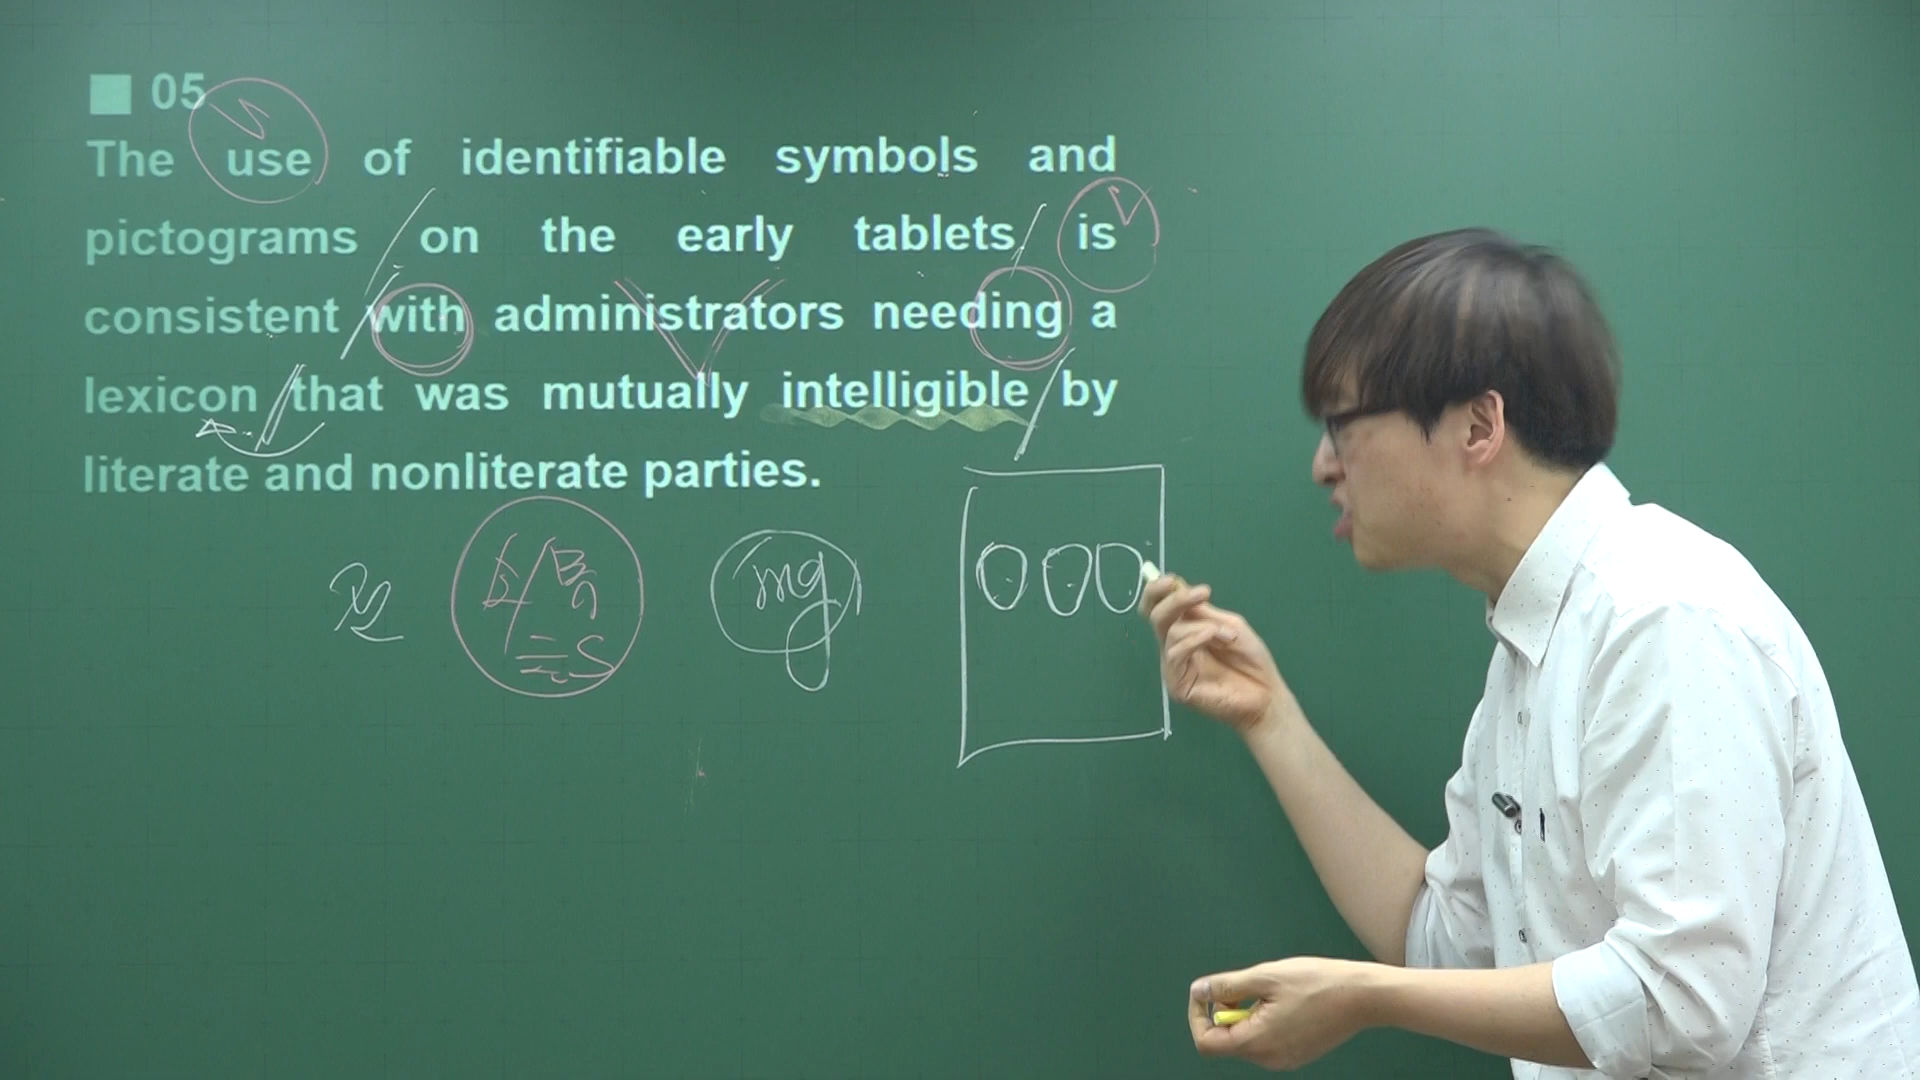 ■ 05
The use of identifiable symbols and
pictograms on the early tablets is
consistent with administrators needing a
lexicon that was mutually intelligible by
literate and nonliterate parties.
ing